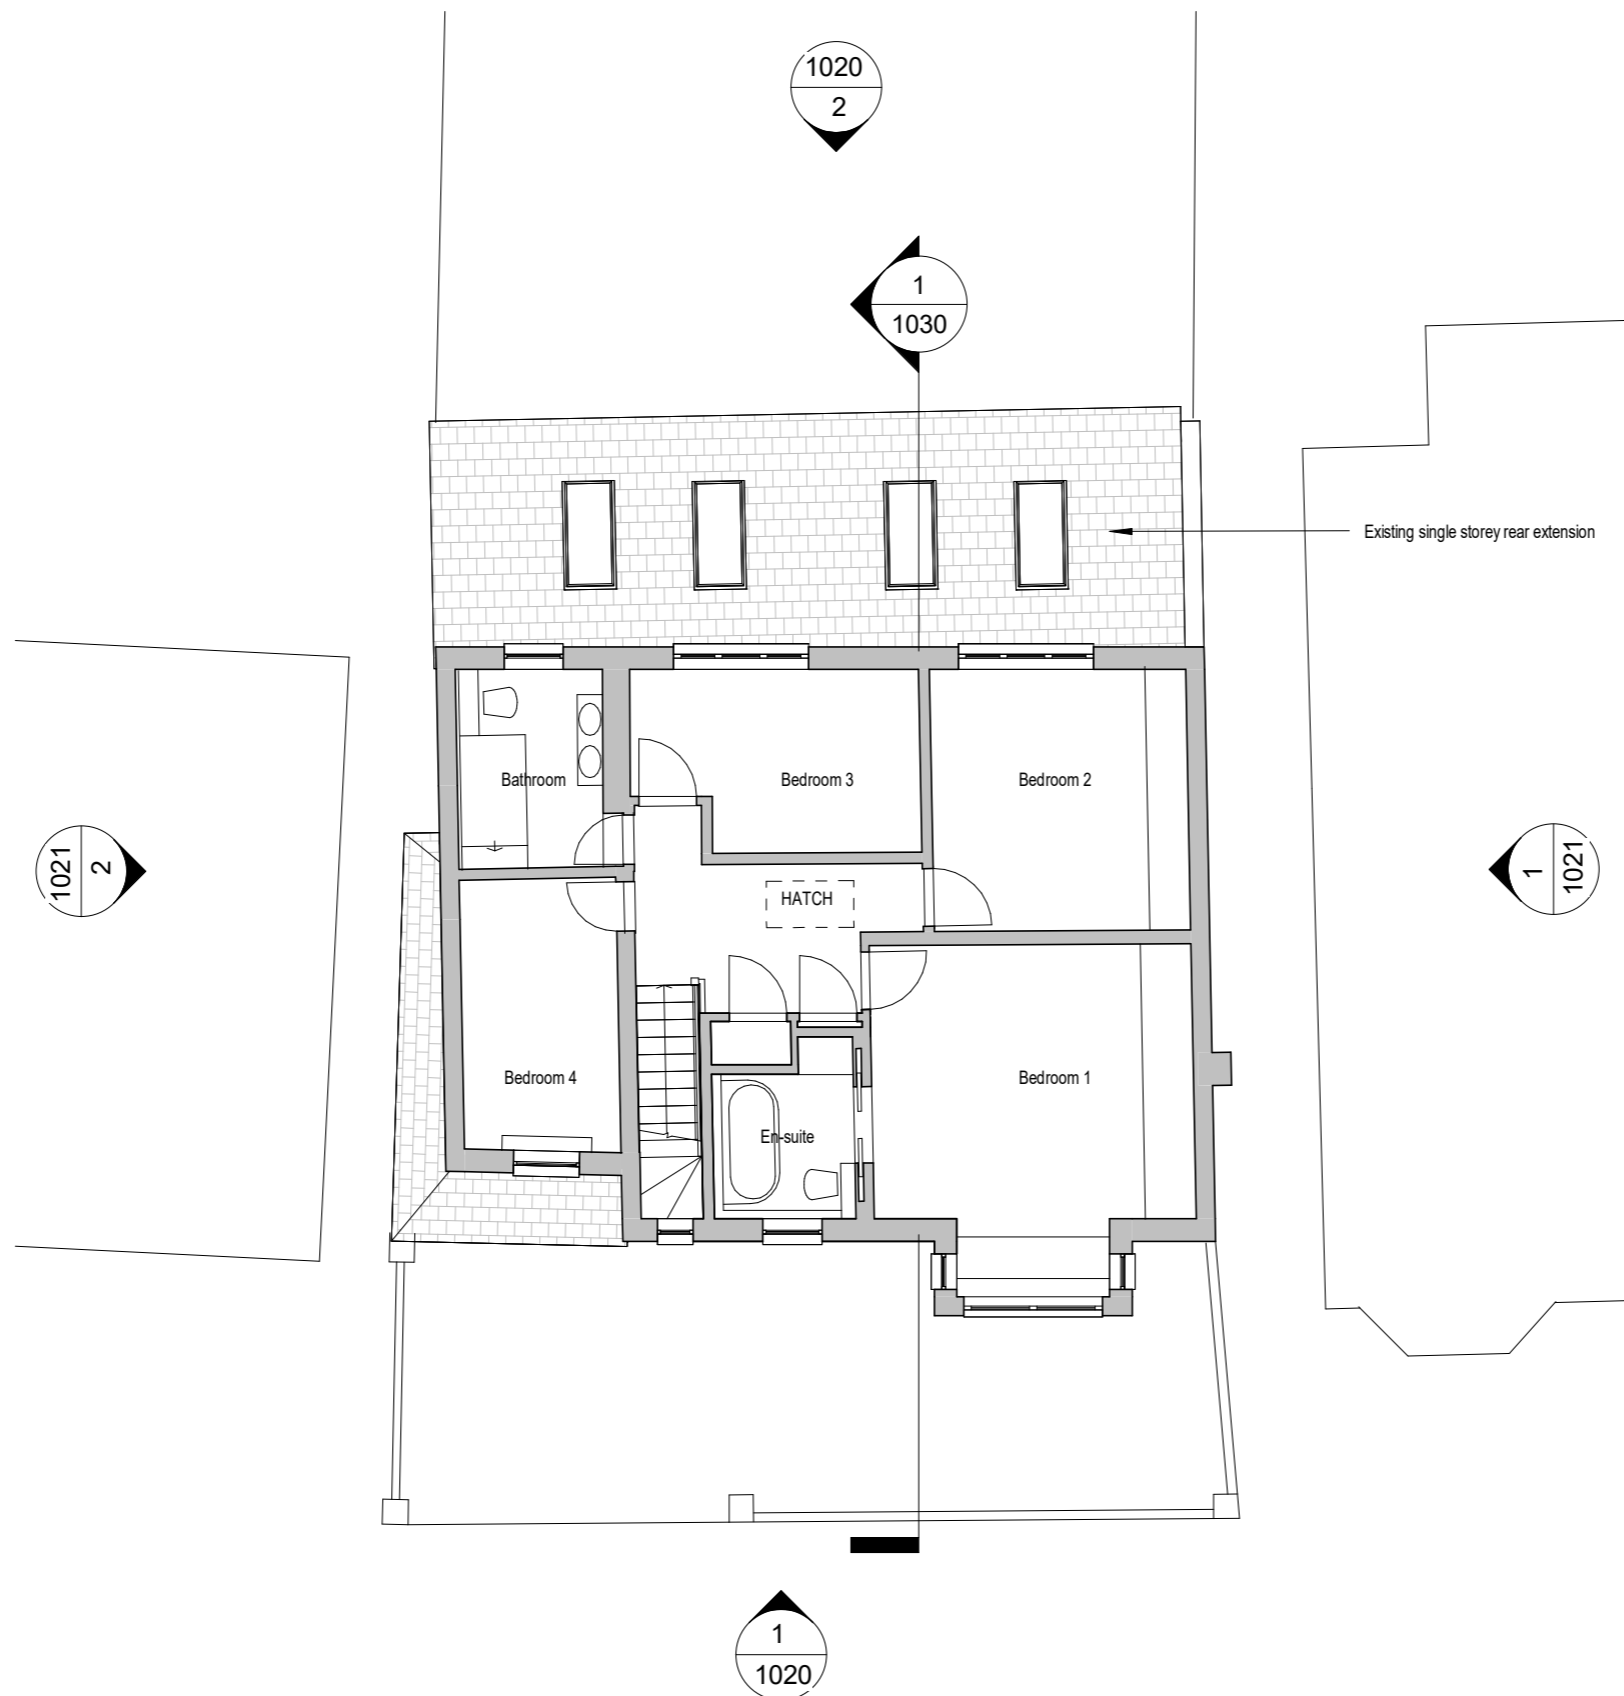 1020
2
1
1030
Existing single storey rear extension
Bathroom
Bedroom 3
Bedroom 2
1021
2
1
1021
HATCH
Bedroom 4
Bedroom 1
En-suite
1
1020